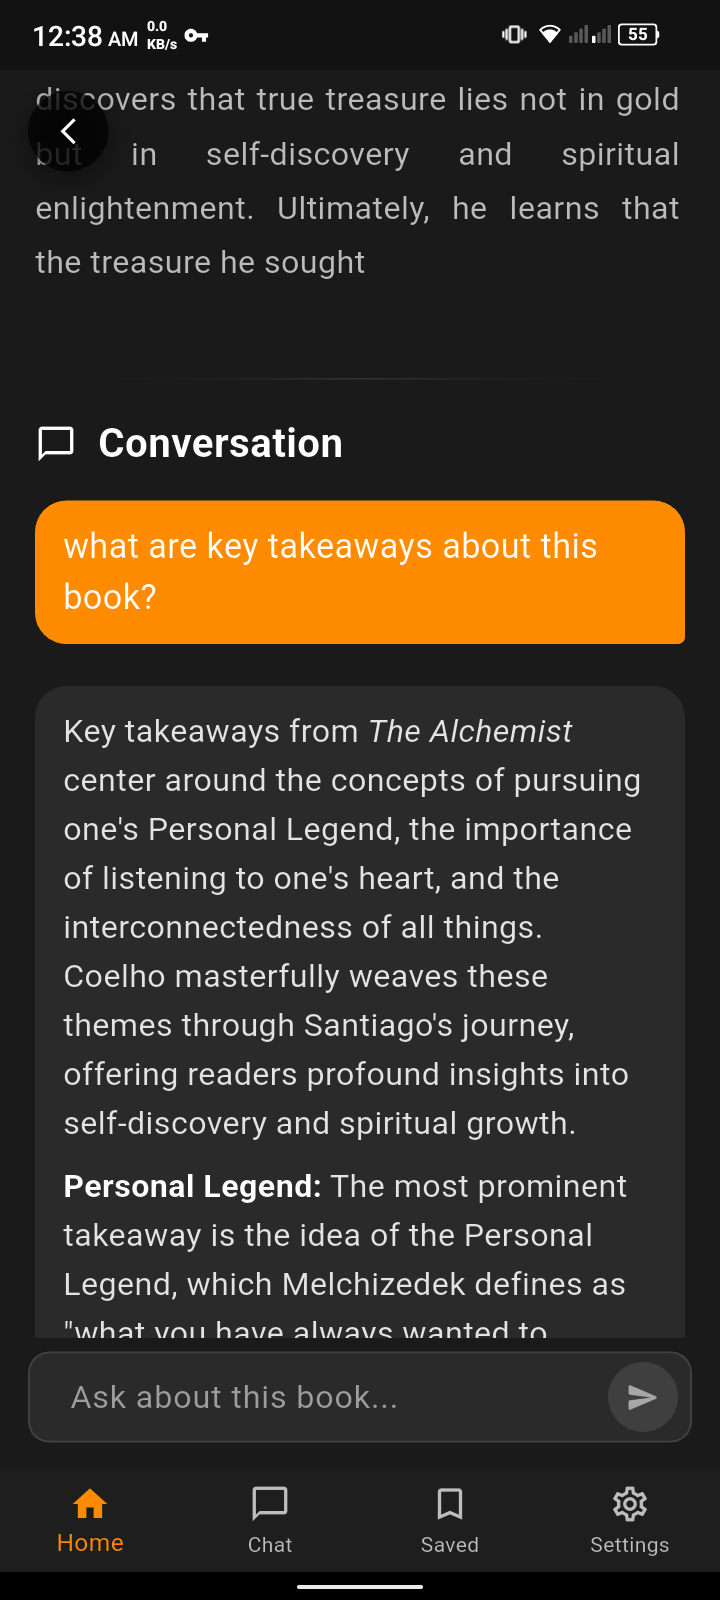 12:38 AM 0.0 KB/s 55
discovers that true treasure lies not in gold
but in self-discovery and spiritual
enlightenment. Ultimately, he learns that
the treasure he sought
Conversation
what are key takeaways about this
book?
Key takeaways from The Alchemist
center around the concepts of pursuing
one's Personal Legend, the importance
of listening to one's heart, and the
interconnectedness of all things.
Coelho masterfully weaves these
themes through Santiago's journey,
offering readers profound insights into
self-discovery and spiritual growth.
Personal Legend: The most prominent
takeaway is the idea of the Personal
Legend, which Melchizedek defines as
"what you have always wanted to
Ask about this book...
Home Chat Saved Settings